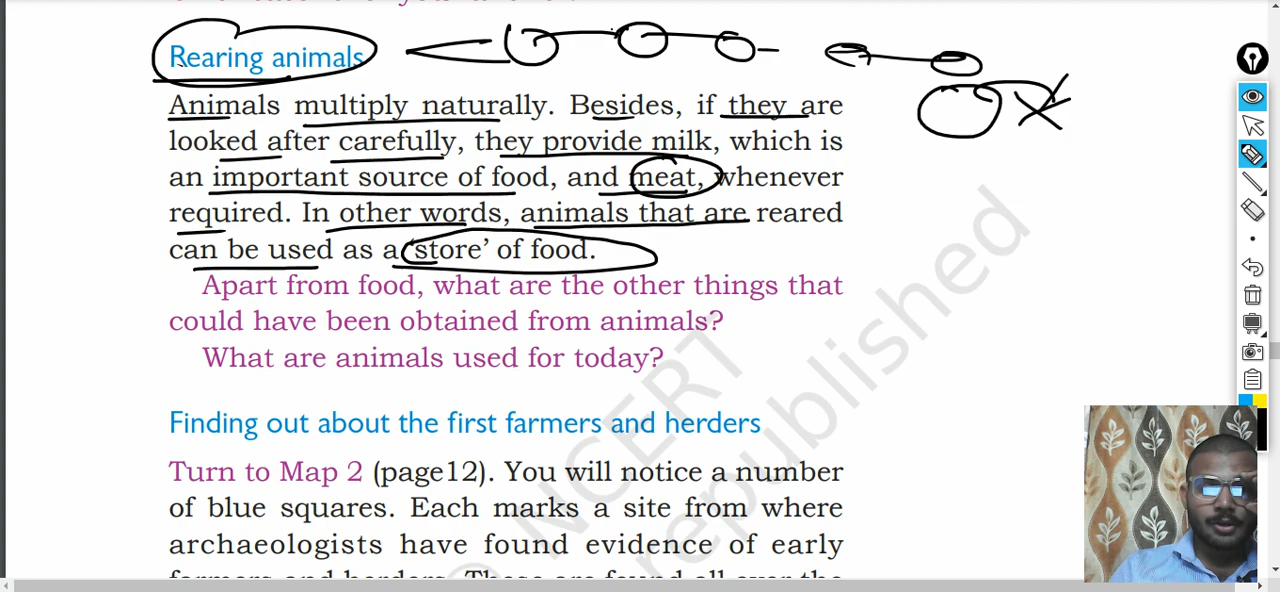 Rearing animals
Animals multiply naturally. Besides, if they are
looked after carefully, they provide milk, which is
an important source of food, and meat, whenever
required. In other words, animals that are reared
can be used as a ‘store’ of food.
Apart from food, what are the other things that
could have been obtained from animals?
What are animals used for today?
Finding out about the first farmers and herders
Turn to Map 2 (page12). You will notice a number
of blue squares. Each marks a site from where
archaeologists have found evidence of early
NCERT
republished